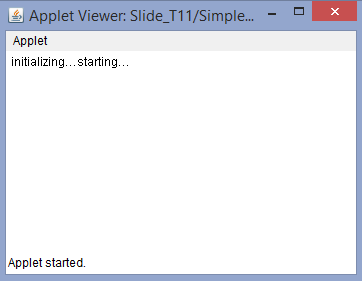 Applet Viewer: Slide_T11/Simple...
Applet
initializing...starting...
Applet started.